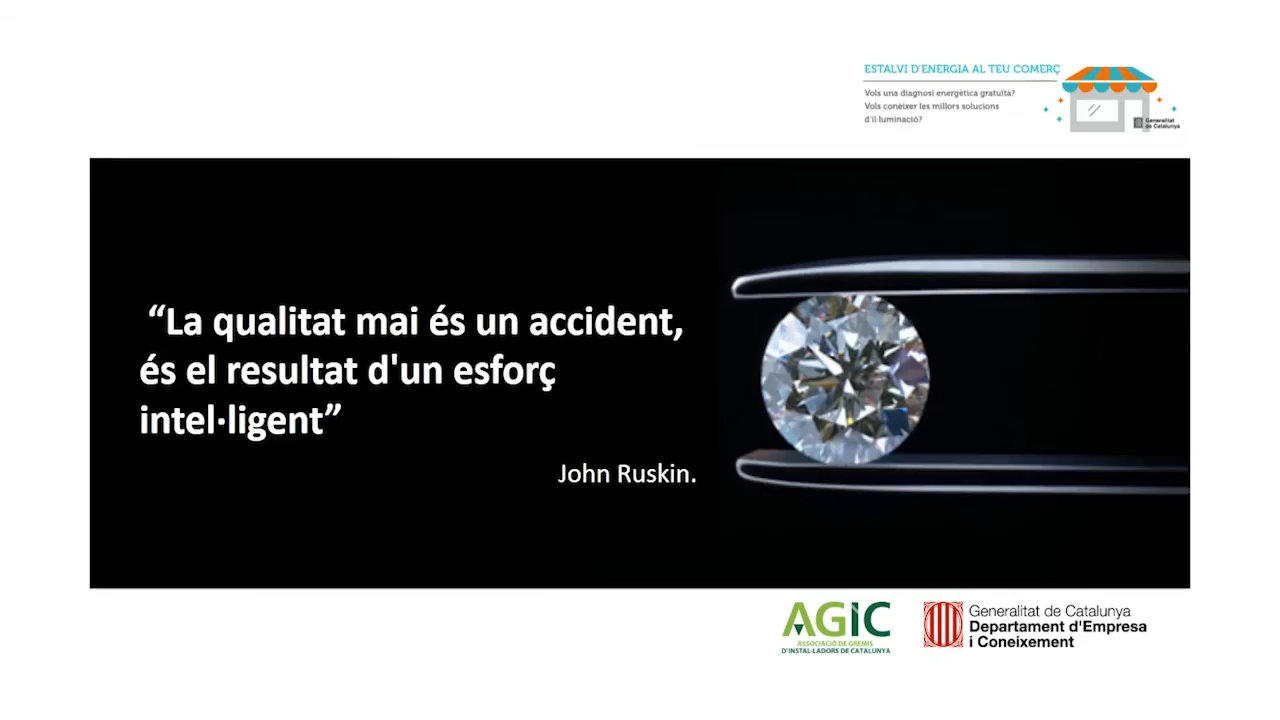 ESTALVI D'ENERGIA AL TEU COMERÇ
Vols una diagnosi energètica gratuïta?
Vols conèixer les millors solucions
d'il·luminació?
Generalitat
de Catalunya
“La qualitat mai és un accident,
és el resultat d'un esforç
intel·ligent”
John Ruskin.
AGIC
ASSOCIACIÓ DE GREMIS
D'INSTAL·LADORS DE CATALUNYA
Generalitat de Catalunya
Departament d'Empresa
i Coneixement